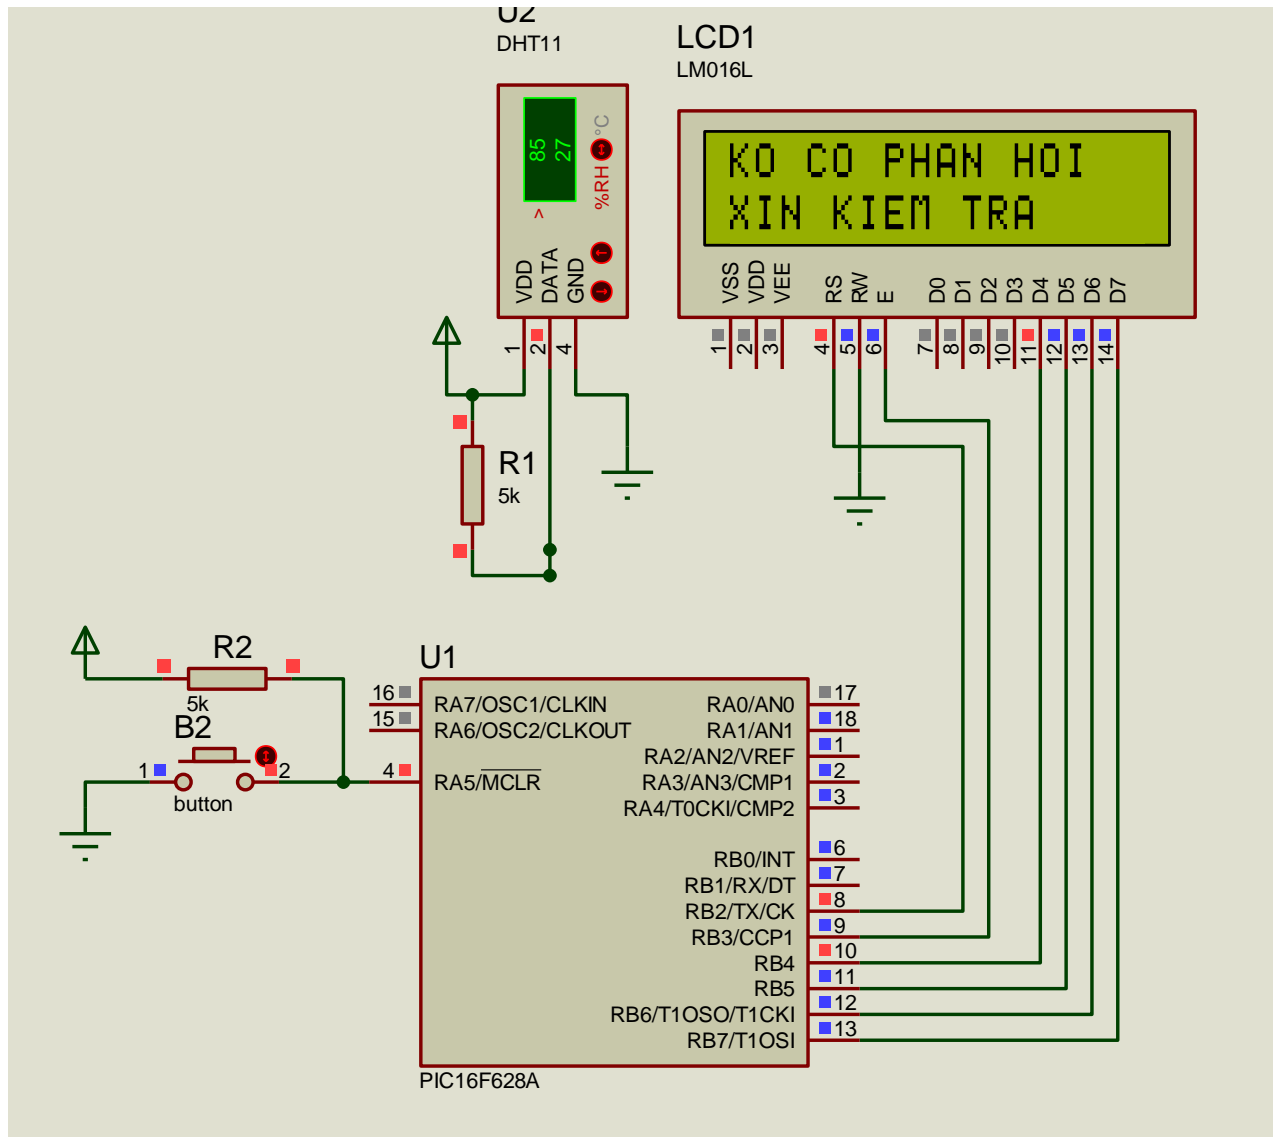 U2
DHT11
85
27
>
%RH
°C
VDD
DATA
GND
1
2
4
LCD1
LM016L
KO CO PHAN HOI
XIN KIEM TRA
VSS
VDD
VEE
RS
RW
E
D0
D1
D2
D3
D4
D5
D6
D7
1
2
3
4
5
6
7
8
9
10
11
12
13
14
R1
5k
R2
5k
B2
1
2
button
U1
16 RA7/OSC1/CLKIN
15 RA6/OSC2/CLKOUT
4 RA5/MCLR
RA0/AN0 17
RA1/AN1 18
RA2/AN2/VREF 1
RA3/AN3/CMP1 2
RA4/T0CKI/CMP2 3
RB0/INT 6
RB1/RX/DT 7
RB2/TX/CK 8
RB3/CCP1 9
RB4 10
RB5 11
RB6/T1OSO/T1CKI 12
RB7/T1OSI 13
PIC16F628A